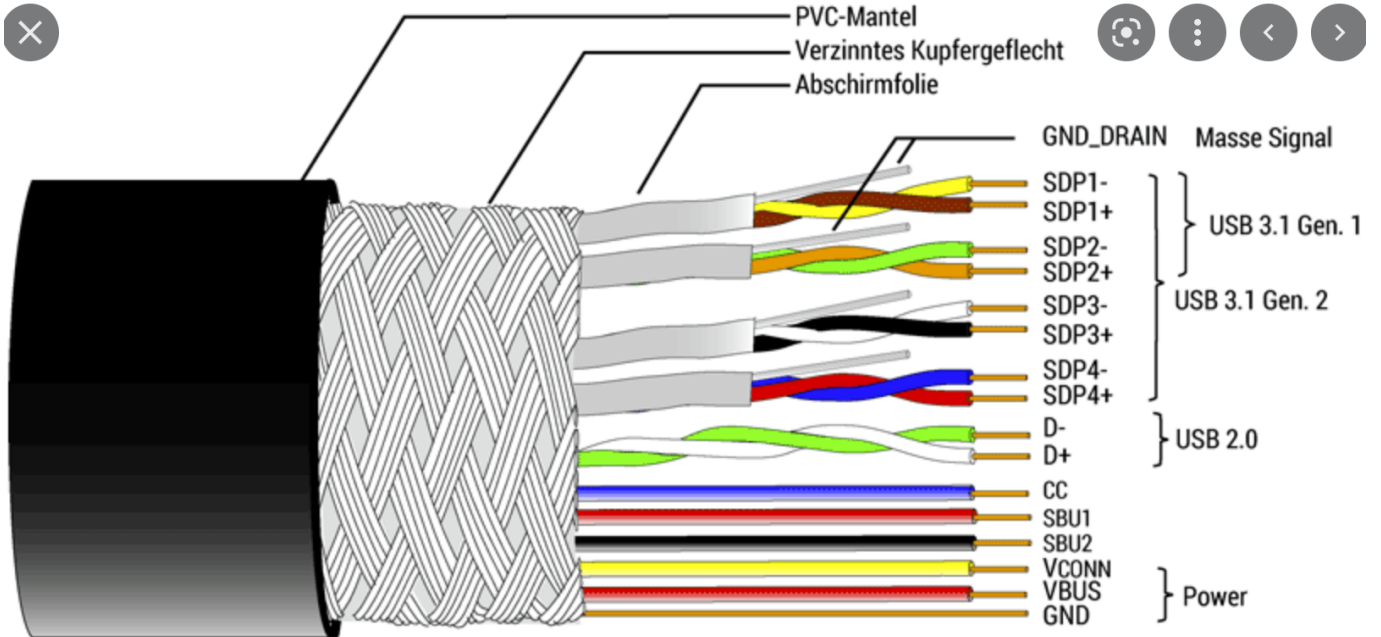 PVC-Mantel
Verzinntes Kupfergeflecht
Abschirmfolie
GND_DRAIN Masse Signal
SDP1-
SDP1+
USB 3.1 Gen. 1
SDP2-
SDP2+
USB 3.1 Gen. 2
SDP3-
SDP3+
SDP4-
SDP4+
D-
D+
USB 2.0
CC
SBU1
SBU2
VCONN
VBUS
Power
GND